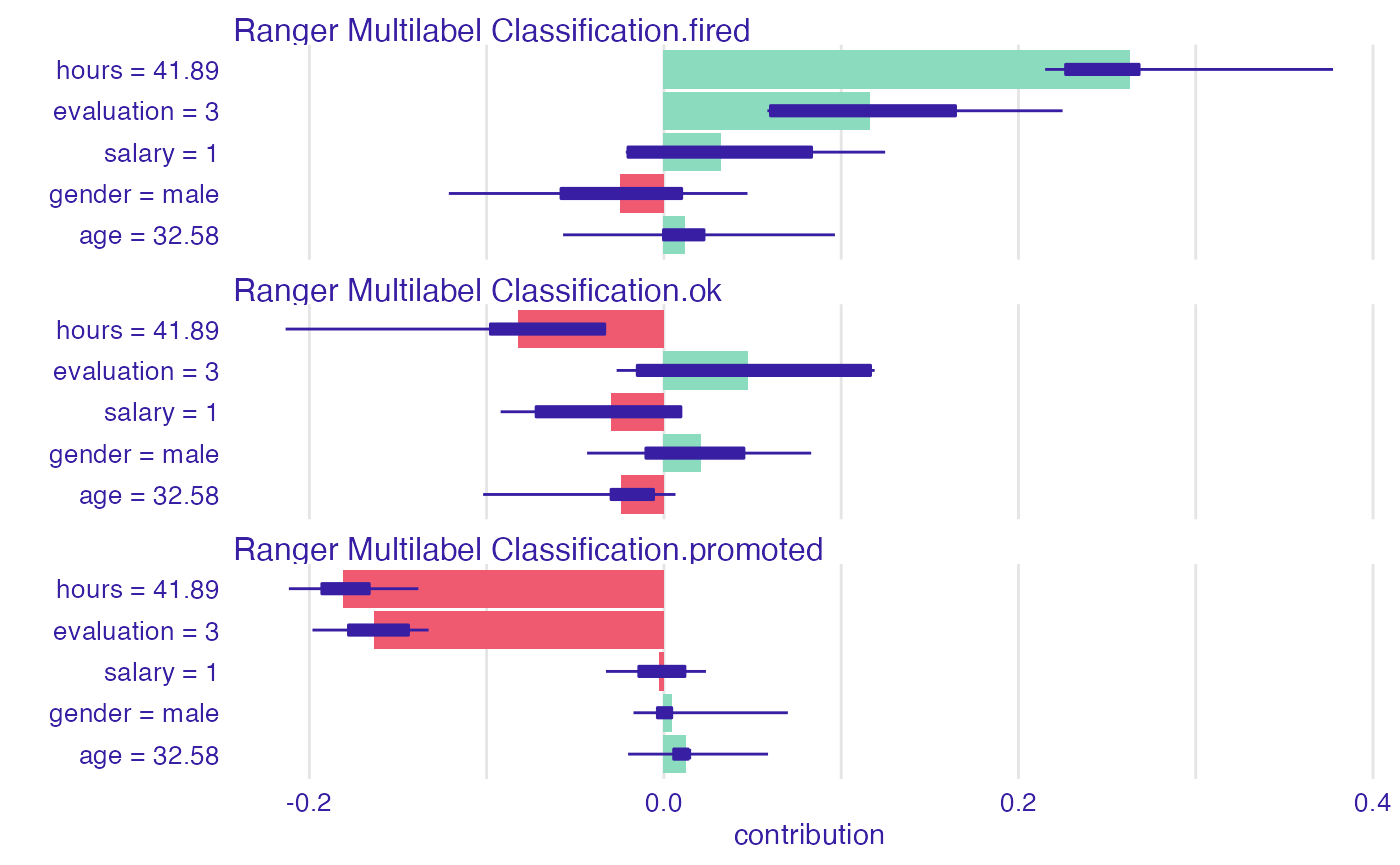 Ranger Multilabel Classification.fired
hours = 41.89
evaluation = 3
salary = 1
gender = male
age = 32.58
Ranger Multilabel Classification.ok
hours = 41.89
evaluation = 3
salary = 1
gender = male
age = 32.58
Ranger Multilabel Classification.promoted
hours = 41.89
evaluation = 3
salary = 1
gender = male
age = 32.58
-0.2 0.0 0.2 0.4
contribution